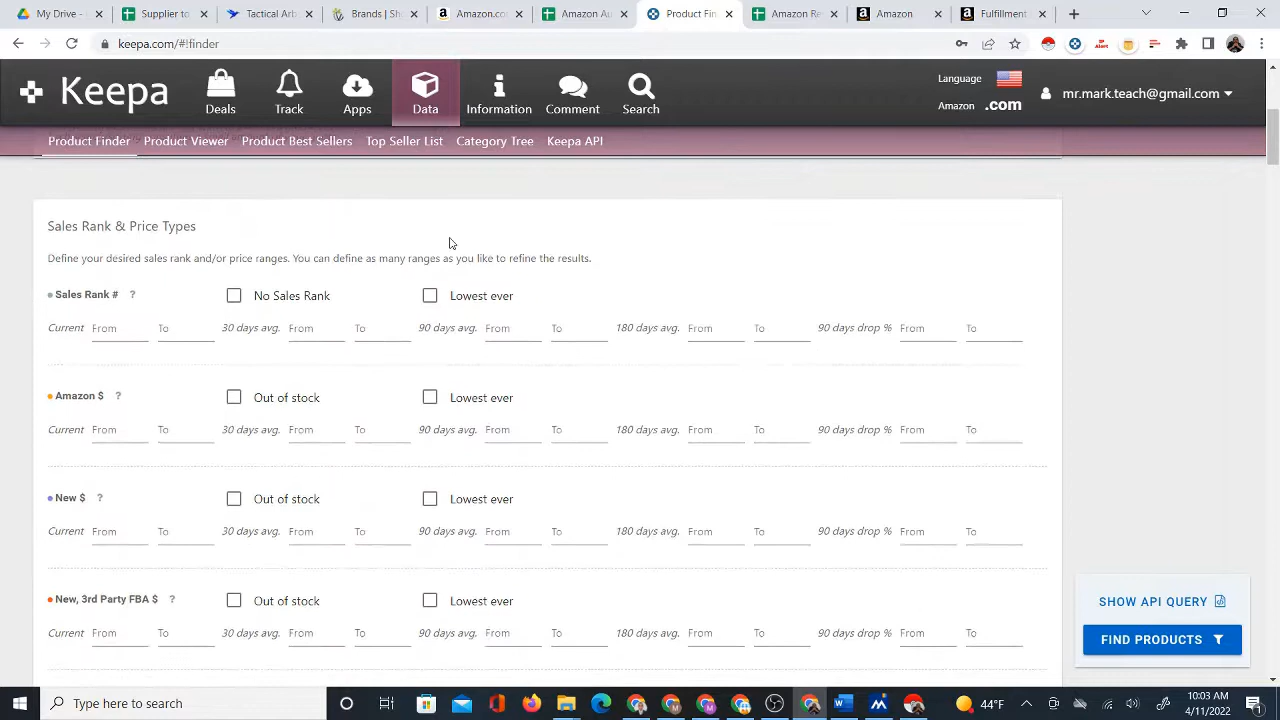 My Drive -
Supplier to
Tactical Arb
Brands | Sh
Amazon.co
Amazon Au
Product Fin
Amazon Re
Amazon
Fulfillment
keepa.com/#!finder
Keepa
Deals
Track
Apps
Data
Information
Comment
Search
Language
Amazon .com
mr.mark.teach@gmail.com
Product Finder
Product Viewer
Product Best Sellers
Top Seller List
Category Tree
Keepa API
Sales Rank & Price Types
Define your desired sales rank and/or price ranges. You can define as many ranges as you like to refine the results.
Sales Rank # ? No Sales Rank Lowest ever
Current From To 30 days avg. From To 90 days avg. From To 180 days avg. From To 90 days drop % From To
Amazon $ ? Out of stock Lowest ever
Current From To 30 days avg. From To 90 days avg. From To 180 days avg. From To 90 days drop % From To
New $ ? Out of stock Lowest ever
Current From To 30 days avg. From To 90 days avg. From To 180 days avg. From To 90 days drop % From To
New, 3rd Party FBA $ ? Out of stock Lowest ever
Current From To 30 days avg. From To 90 days avg. From To 180 days avg. From To 90 days drop % From To
SHOW API QUERY
FIND PRODUCTS
Type here to search
44°F
10:03 AM
4/11/2022